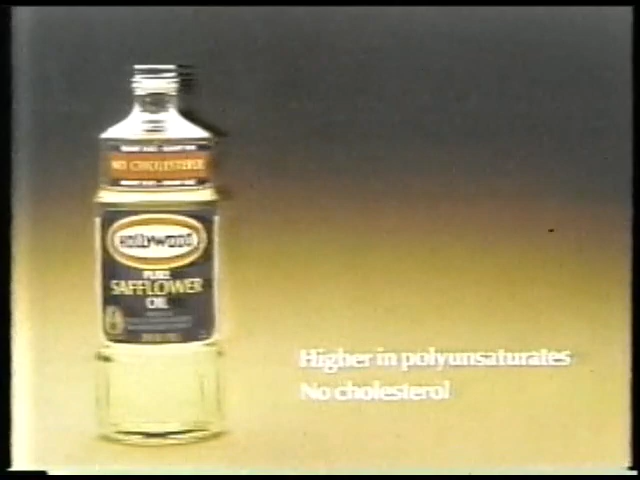 NO CHOLESTEROL
HOLLYWOOD
PURE
SAFFLOWER
OIL
Higher in polyunsaturates
No cholesterol